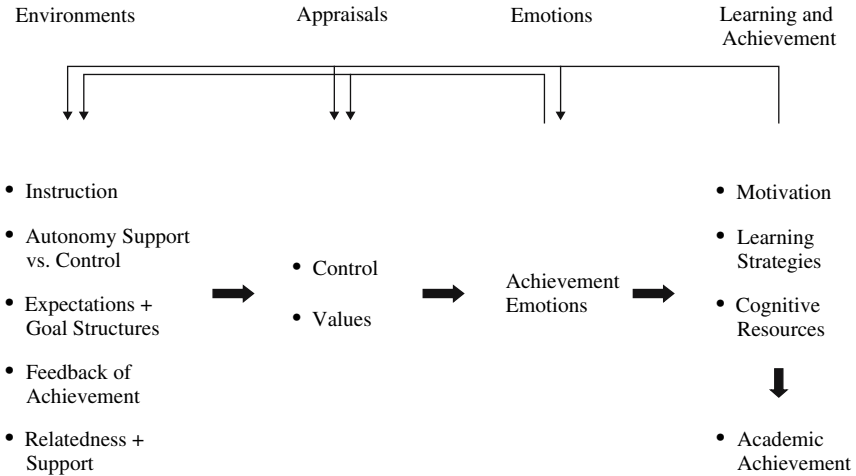 Environments
Appraisals
Emotions
Learning and
Achievement
• Instruction
• Autonomy Support
vs. Control
• Expectations +
Goal Structures
• Feedback of
Achievement
• Relatedness +
Support
• Control
• Values
Achievement
Emotions
• Motivation
• Learning
Strategies
• Cognitive
Resources
• Academic
Achievement